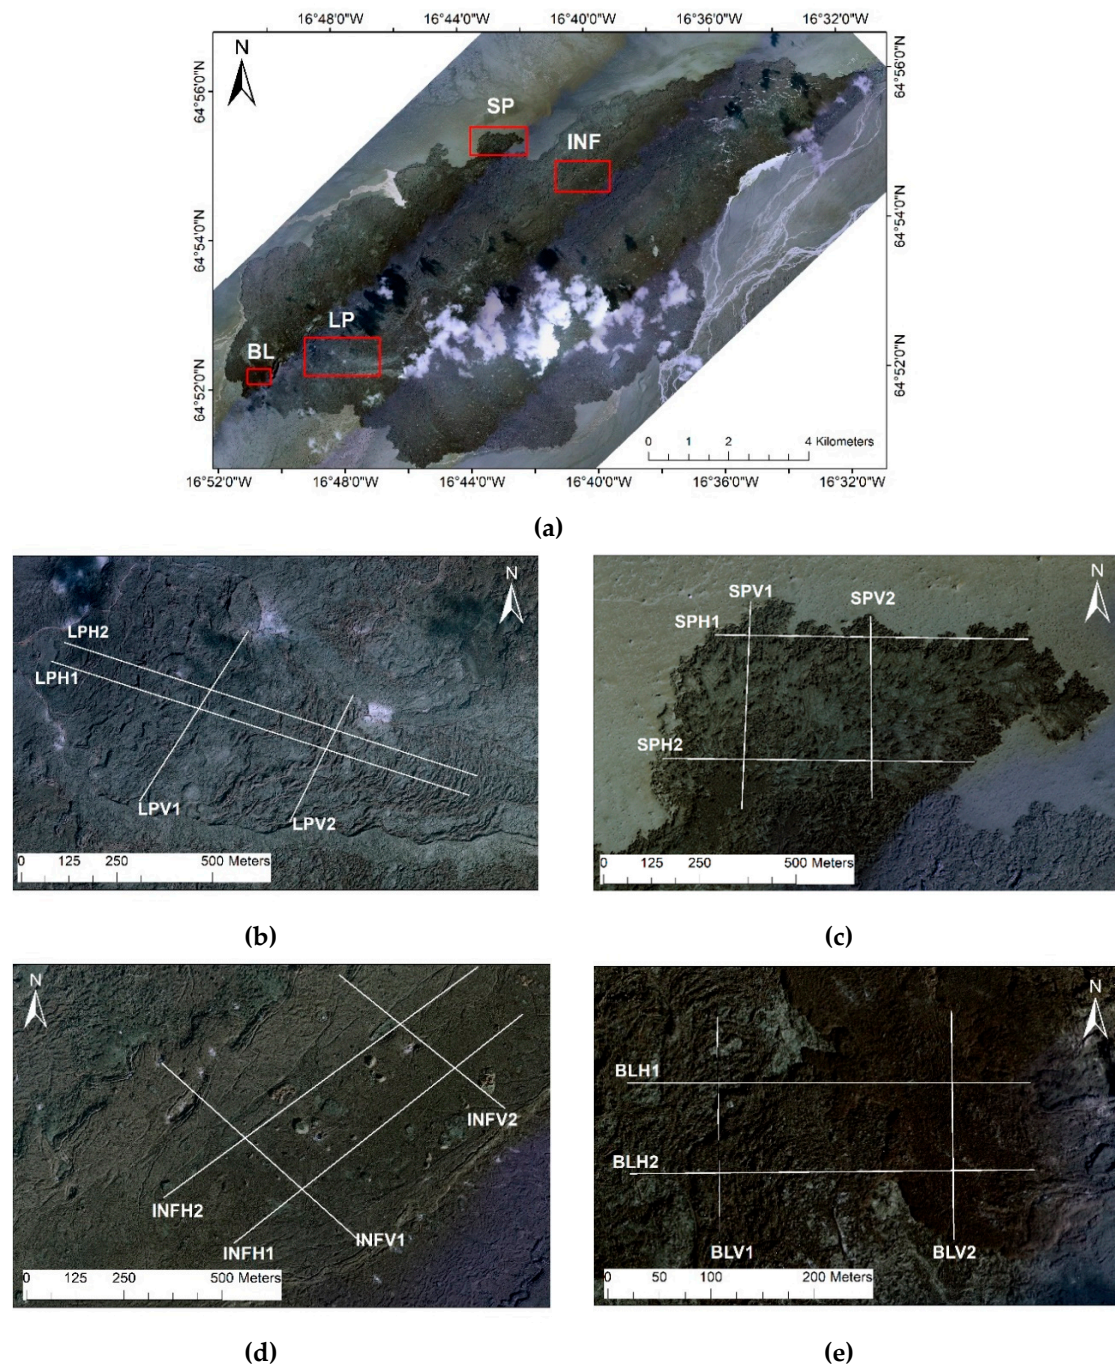 16°48'0"W 16°44'0"W 16°40'0"W 16°36'0"W 16°32'0"W
N
64°56'0"N
64°54'0"N
64°52'0"N
64°56'0"N
64°54'0"N
64°52'0"N
SP
INF
LP
BL
0 1 2 4 Kilometers
16°52'0"W 16°48'0"W 16°44'0"W 16°40'0"W 16°36'0"W 16°32'0"W
(a)
N
LPH2
LPH1
LPV1
LPV2
0 125 250 500 Meters
(b)
N
SPV1
SPV2
SPH1
SPH2
0 125 250 500 Meters
(c)
N
INFV2
INFH2
INFH1
INFV1
0 125 250 500 Meters
(d)
N
BLH1
BLH2
BLV1
BLV2
0 50 100 200 Meters
(e)